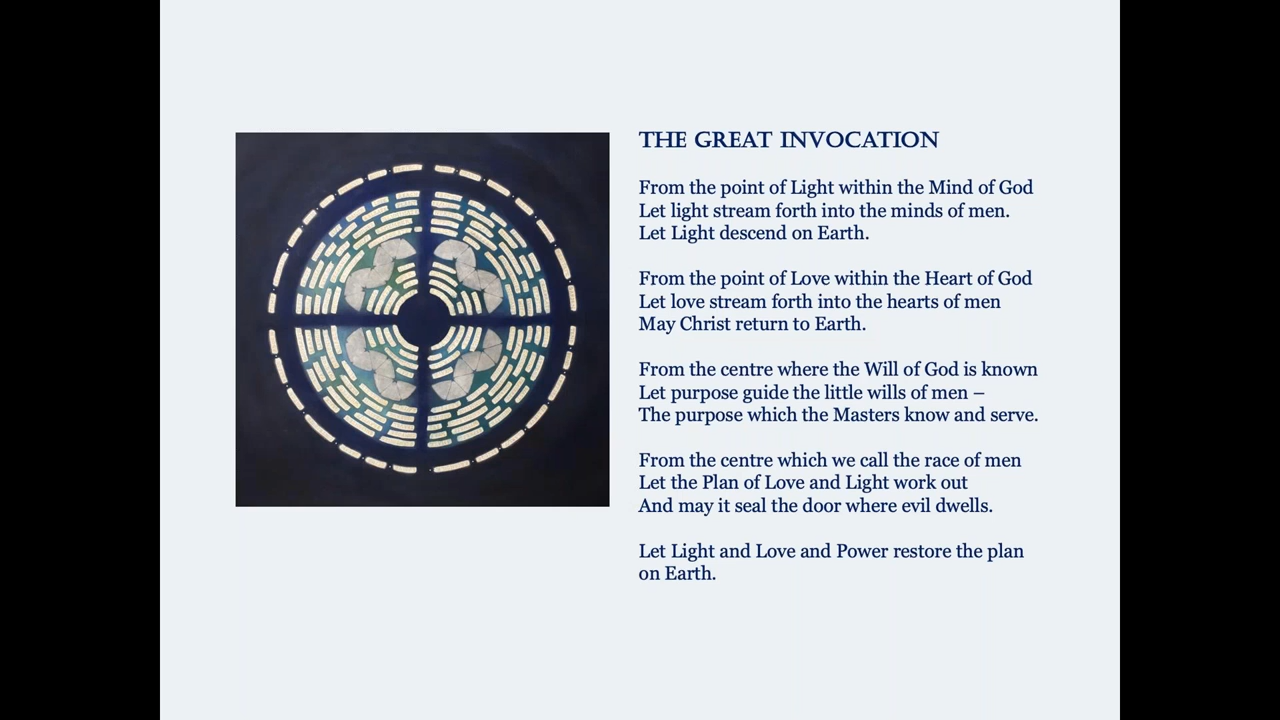 THE GREAT INVOCATION
From the point of Light within the Mind of God
Let light stream forth into the minds of men.
Let Light descend on Earth.
From the point of Love within the Heart of God
Let love stream forth into the hearts of men
May Christ return to Earth.
From the centre where the Will of God is known
Let purpose guide the little wills of men –
The purpose which the Masters know and serve.
From the centre which we call the race of men
Let the Plan of Love and Light work out
And may it seal the door where evil dwells.
Let Light and Love and Power restore the plan
on Earth.